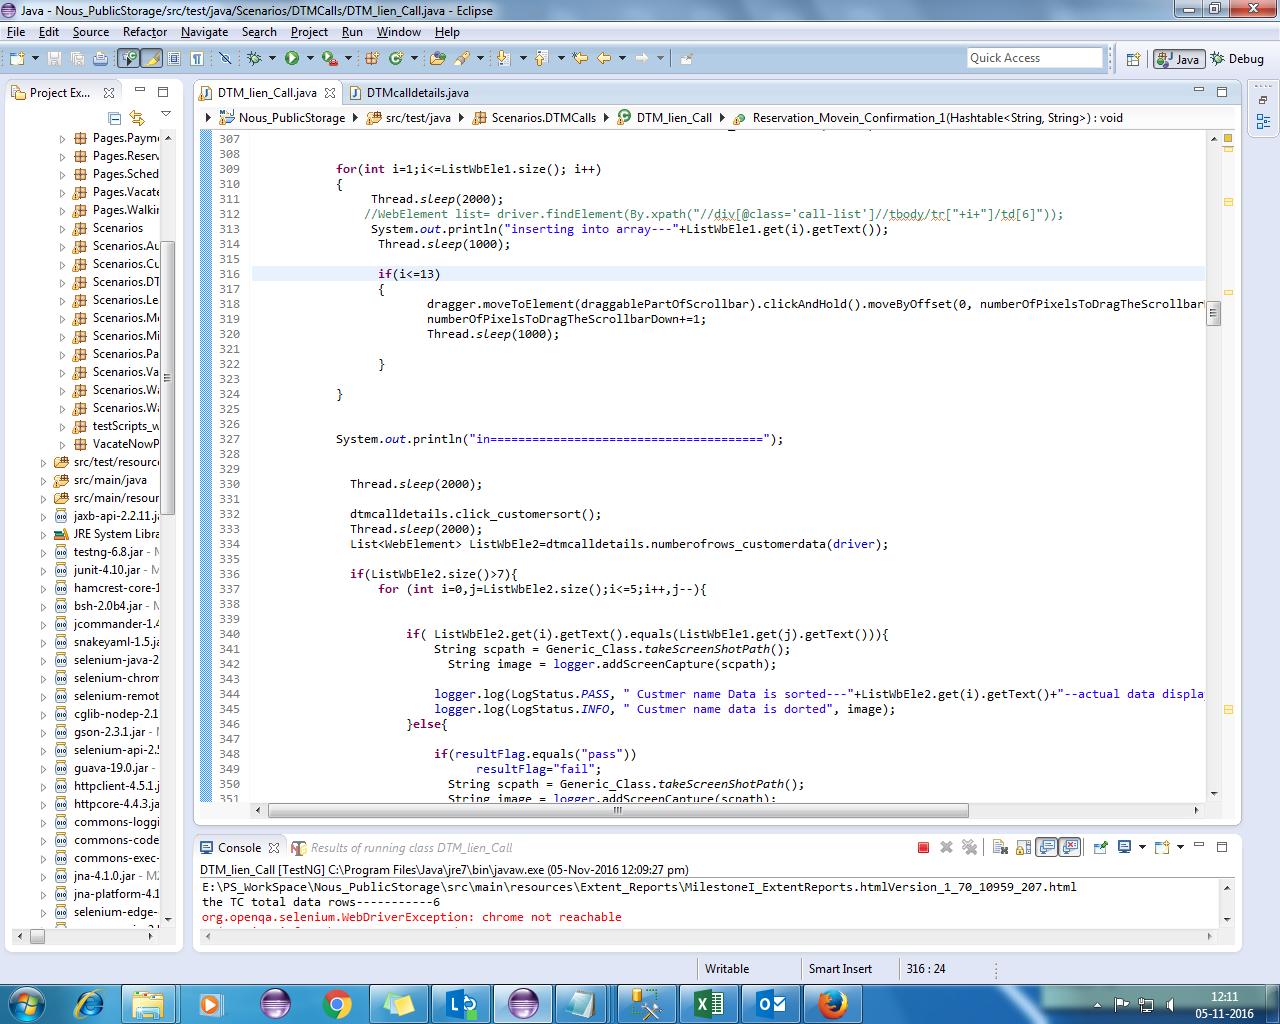 Java - Nous_PublicStorage/src/test/java/Scenarios/DTMCalls/DTM_lien_Call.java - Eclipse
File Edit Source Refactor Navigate Search Project Run Window Help
Quick Access
Java
Debug
Project Ex...
DTM_lien_Call.java
DTMcalldetails.java
Nous_PublicStorage
src/test/java
Scenarios.DTMCalls
DTM_lien_Call
Reservation_Movein_Confirmation_1(Hashtable<String, String>) : void
Pages.Payme
Pages.Reserv
Pages.Sched
Pages.Vacate
Pages.Walkin
Scenarios
Scenarios.Au
Scenarios.Cu
Scenarios.DT
Scenarios.Le
Scenarios.Mo
Scenarios.Mi
Scenarios.Pa
Scenarios.Va
Scenarios.Wa
Scenarios.Wa
testScripts_w
VacateNowP
src/test/resourc
src/main/java
src/main/resour
jaxb-api-2.2.11.j
JRE System Libra
testng-6.8.jar - M
junit-4.10.jar - M
hamcrest-core-1
bsh-2.0b4.jar - M
jcommander-1.4
snakeyaml-1.5.ja
selenium-java-2
selenium-chrom
selenium-remot
cglib-nodep-2.1
gson-2.3.1.jar - M
selenium-api-2.5
guava-19.0.jar -
httpclient-4.5.1.j
httpcore-4.4.3.ja
commons-loggi
commons-code
commons-exec-
jna-4.1.0.jar - M2
jna-platform-4.1
selenium-edge-
307
308
309 for(int i=1;i<=ListWbEle1.size(); i++)
310 {
311 Thread.sleep(2000);
312 //WebElement list= driver.findElement(By.xpath("//div[@class='call-list']//tbody/tr["+i+"]/td[6]"));
313 System.out.println("inserting into array---"+ListWbEle1.get(i).getText());
314 Thread.sleep(1000);
315
316 if(i<=13)
317 {
318 dragger.moveToElement(draggablePartOfScrollbar).clickAndHold().moveByOffset(0, numberOfPixelsToDragTheScrollbar
319 numberOfPixelsToDragTheScrollbarDown+=1;
320 Thread.sleep(1000);
321
322 }
323
324 }
325
326
327 System.out.println("in=======================================");
328
329
330 Thread.sleep(2000);
331
332 dtmcalldetails.click_customersort();
333 Thread.sleep(2000);
334 List<WebElement> ListWbEle2=dtmcalldetails.numberofrows_customerdata(driver);
335
336 if(ListWbEle2.size()>7){
337 for (int i=0,j=ListWbEle2.size();i<=5;i++,j--){
338
339
340 if( ListWbEle2.get(i).getText().equals(ListWbEle1.get(j).getText())){
341 String scpath = Generic_Class.takeScreenShotPath();
342 String image = logger.addScreenCapture(scpath);
343
344 logger.log(LogStatus.PASS, " Custmer name Data is sorted---"+ListWbEle2.get(i).getText()+"--actual data displa
345 logger.log(LogStatus.INFO, " Custmer name data is dorted", image);
346 }else{
347
348 if(resultFlag.equals("pass"))
349 resultFlag="fail";
350 String scpath = Generic_Class.takeScreenShotPath();
351 String image = logger.addScreenCapture(scpath);
Console
Results of running class DTM_lien_Call
DTM_lien_Call [TestNG] C:\Program Files\Java\jre7\bin\javaw.exe (05-Nov-2016 12:09:27 pm)
E:\PS_WorkSpace\Nous_PublicStorage\src\main\resources\Extent_Reports\MilestoneI_ExtentReports.htmlVersion_1_70_10959_207.html
the TC total data rows-----------6
org.openqa.selenium.WebDriverException: chrome not reachable
Writable
Smart Insert
316 : 24
12:11
05-11-2016